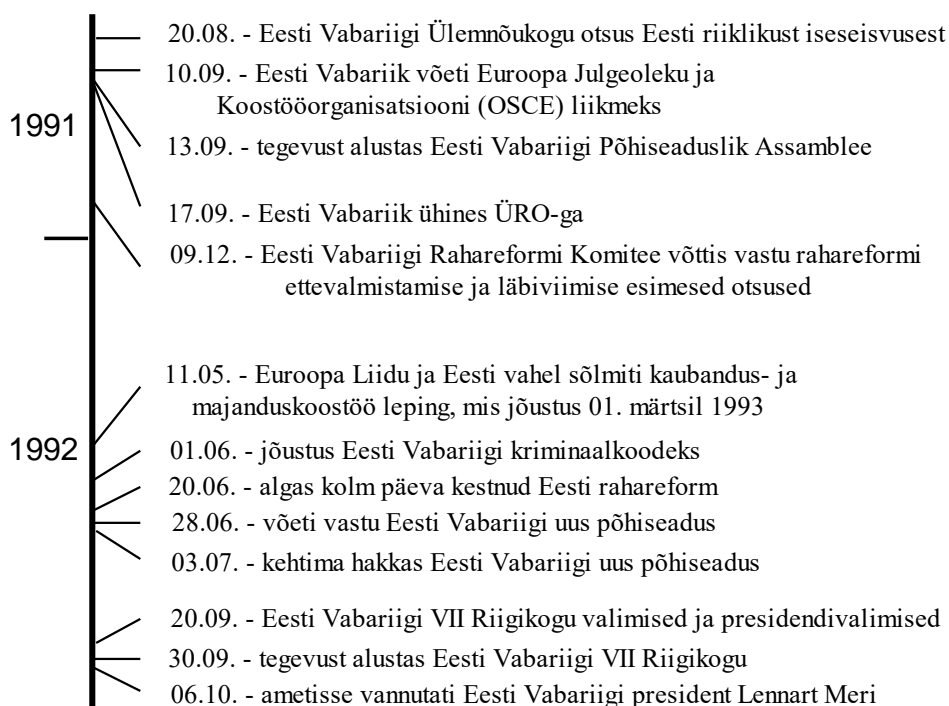 20.08. - Eesti Vabariigi Ülemnõukogu otsus Eesti riiklikust iseseisvusest
10.09. - Eesti Vabariik võeti Euroopa Julgeoleku ja
Koostööorganisatsiooni (OSCE) liikmeks
1991
13.09. - tegevust alustas Eesti Vabariigi Põhiseaduslik Assamblee
17.09. - Eesti Vabariik ühines ÜRO-ga
09.12. - Eesti Vabariigi Rahareformi Komitee võttis vastu rahareformi
ettevalmistamise ja läbiviimise esimesed otsused
11.05. - Euroopa Liidu ja Eesti vahel sõlmiti kaubandus- ja
majanduskoostöö leping, mis jõustus 01. märtsil 1993
1992
01.06. - jõustus Eesti Vabariigi kriminaalkoodeks
20.06. - algas kolm päeva kestnud Eesti rahareform
28.06. - võeti vastu Eesti Vabariigi uus põhiseadus
03.07. - kehtima hakkas Eesti Vabariigi uus põhiseadus
20.09. - Eesti Vabariigi VII Riigikogu valimised ja presidendivalimised
30.09. - tegevust alustas Eesti Vabariigi VII Riigikogu
06.10. - ametisse vannutati Eesti Vabariigi president Lennart Meri